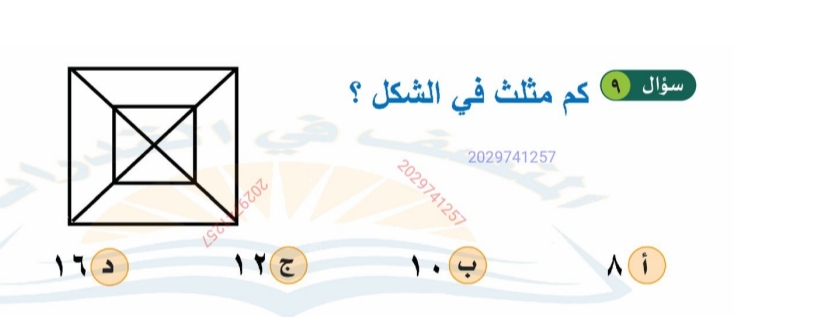 سؤال ٩
كم مثلث في الشكل ؟
2029741257
2029741257
أ ٨
ب ١٠
ج ١٢
د ١٦